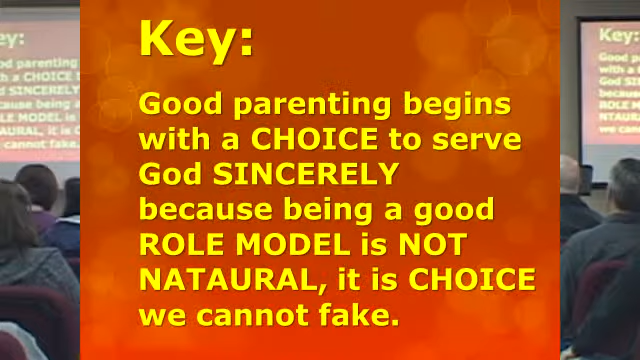 Key:
Good parenting begins
with a CHOICE to serve
God SINCERELY
because being a good
ROLE MODEL is NOT
NATAURAL, it is CHOICE
we cannot fake.